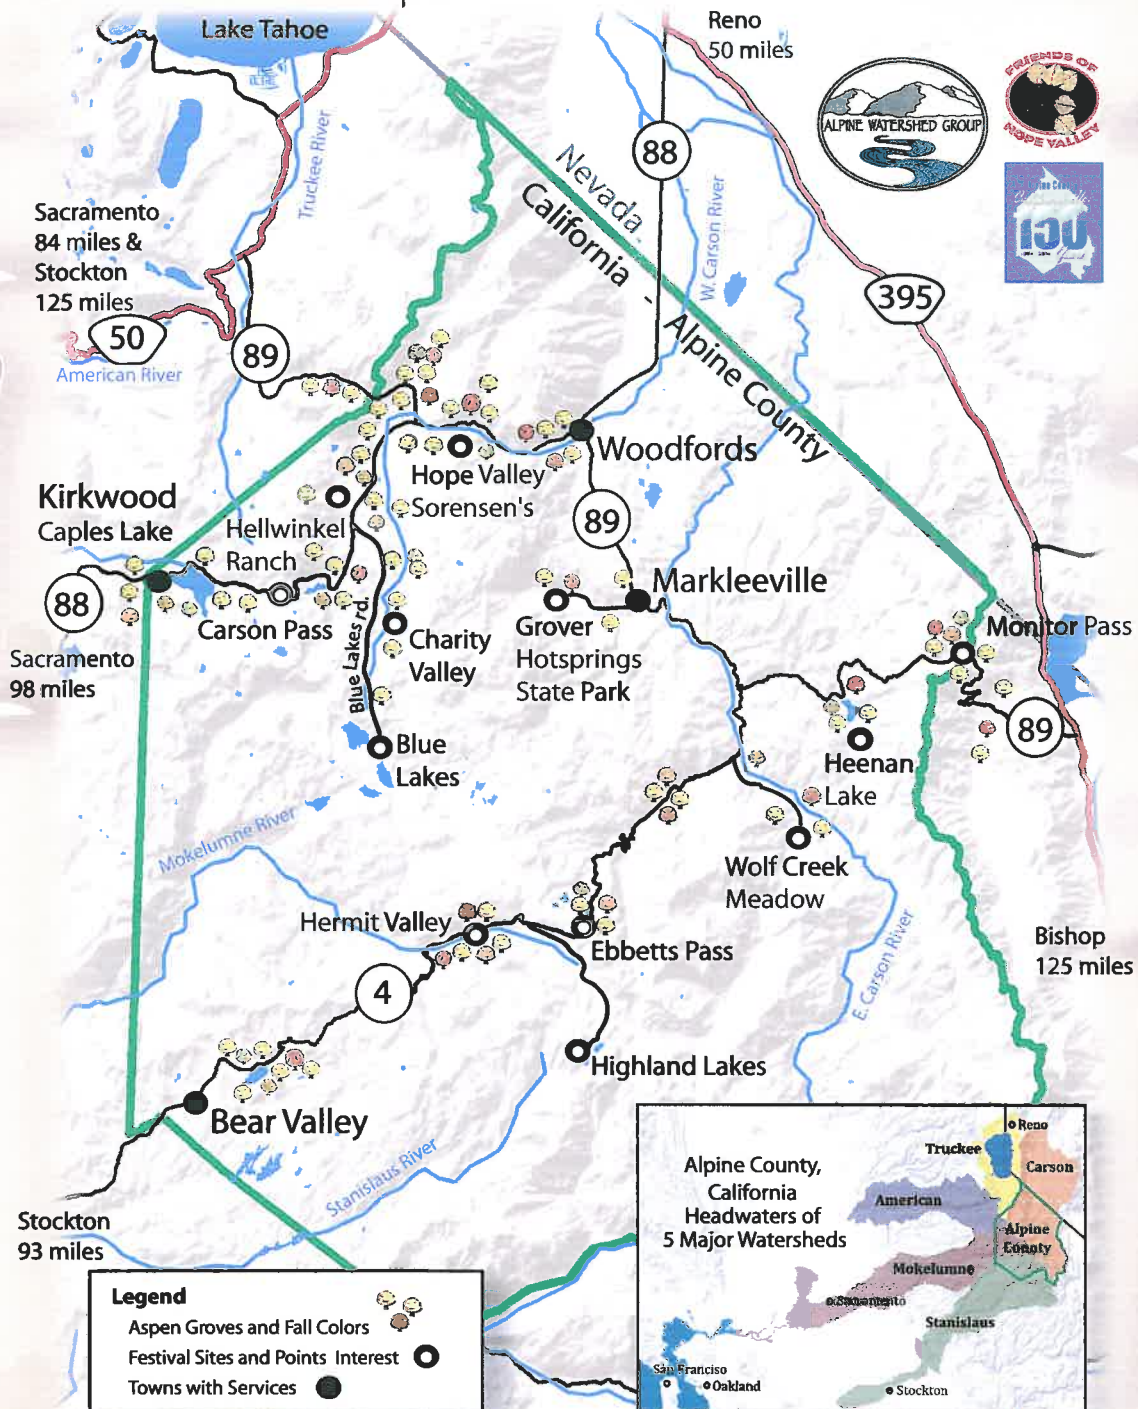 Lake Tahoe
Reno
50 miles
FRIENDS OF
HOPE VALLEY
ALPINE WATERSHED GROUP
88
Truckee River
Nevada
California - Alpine County
W. Carson River
Sacramento
84 miles &
Stockton
125 miles
50
89
395
American River
Woodfords
Hope Valley
Sorensen's
Kirkwood
Caples Lake
Hellwinkel
Ranch
89
88
Markleeville
Carson Pass
Blue Lakes rd.
Charity
Valley
Grover
Hotsprings
State Park
Monitor Pass
Sacramento
98 miles
89
Blue
Lakes
Heenan
Lake
Mokelumne River
Wolf Creek
Meadow
Hermit Valley
Ebbetts Pass
E. Carson River
Bishop
125 miles
4
Highland Lakes
Bear Valley
Stanislaus River
Stockton
93 miles
Legend
Aspen Groves and Fall Colors
Festival Sites and Points Interest
Towns with Services
Alpine County,
California
Headwaters of
5 Major Watersheds
Reno
Truckee
Carson
American
Alpine
County
Mokelumne
Stanislaus
San Franciso
Oakland
Stockton